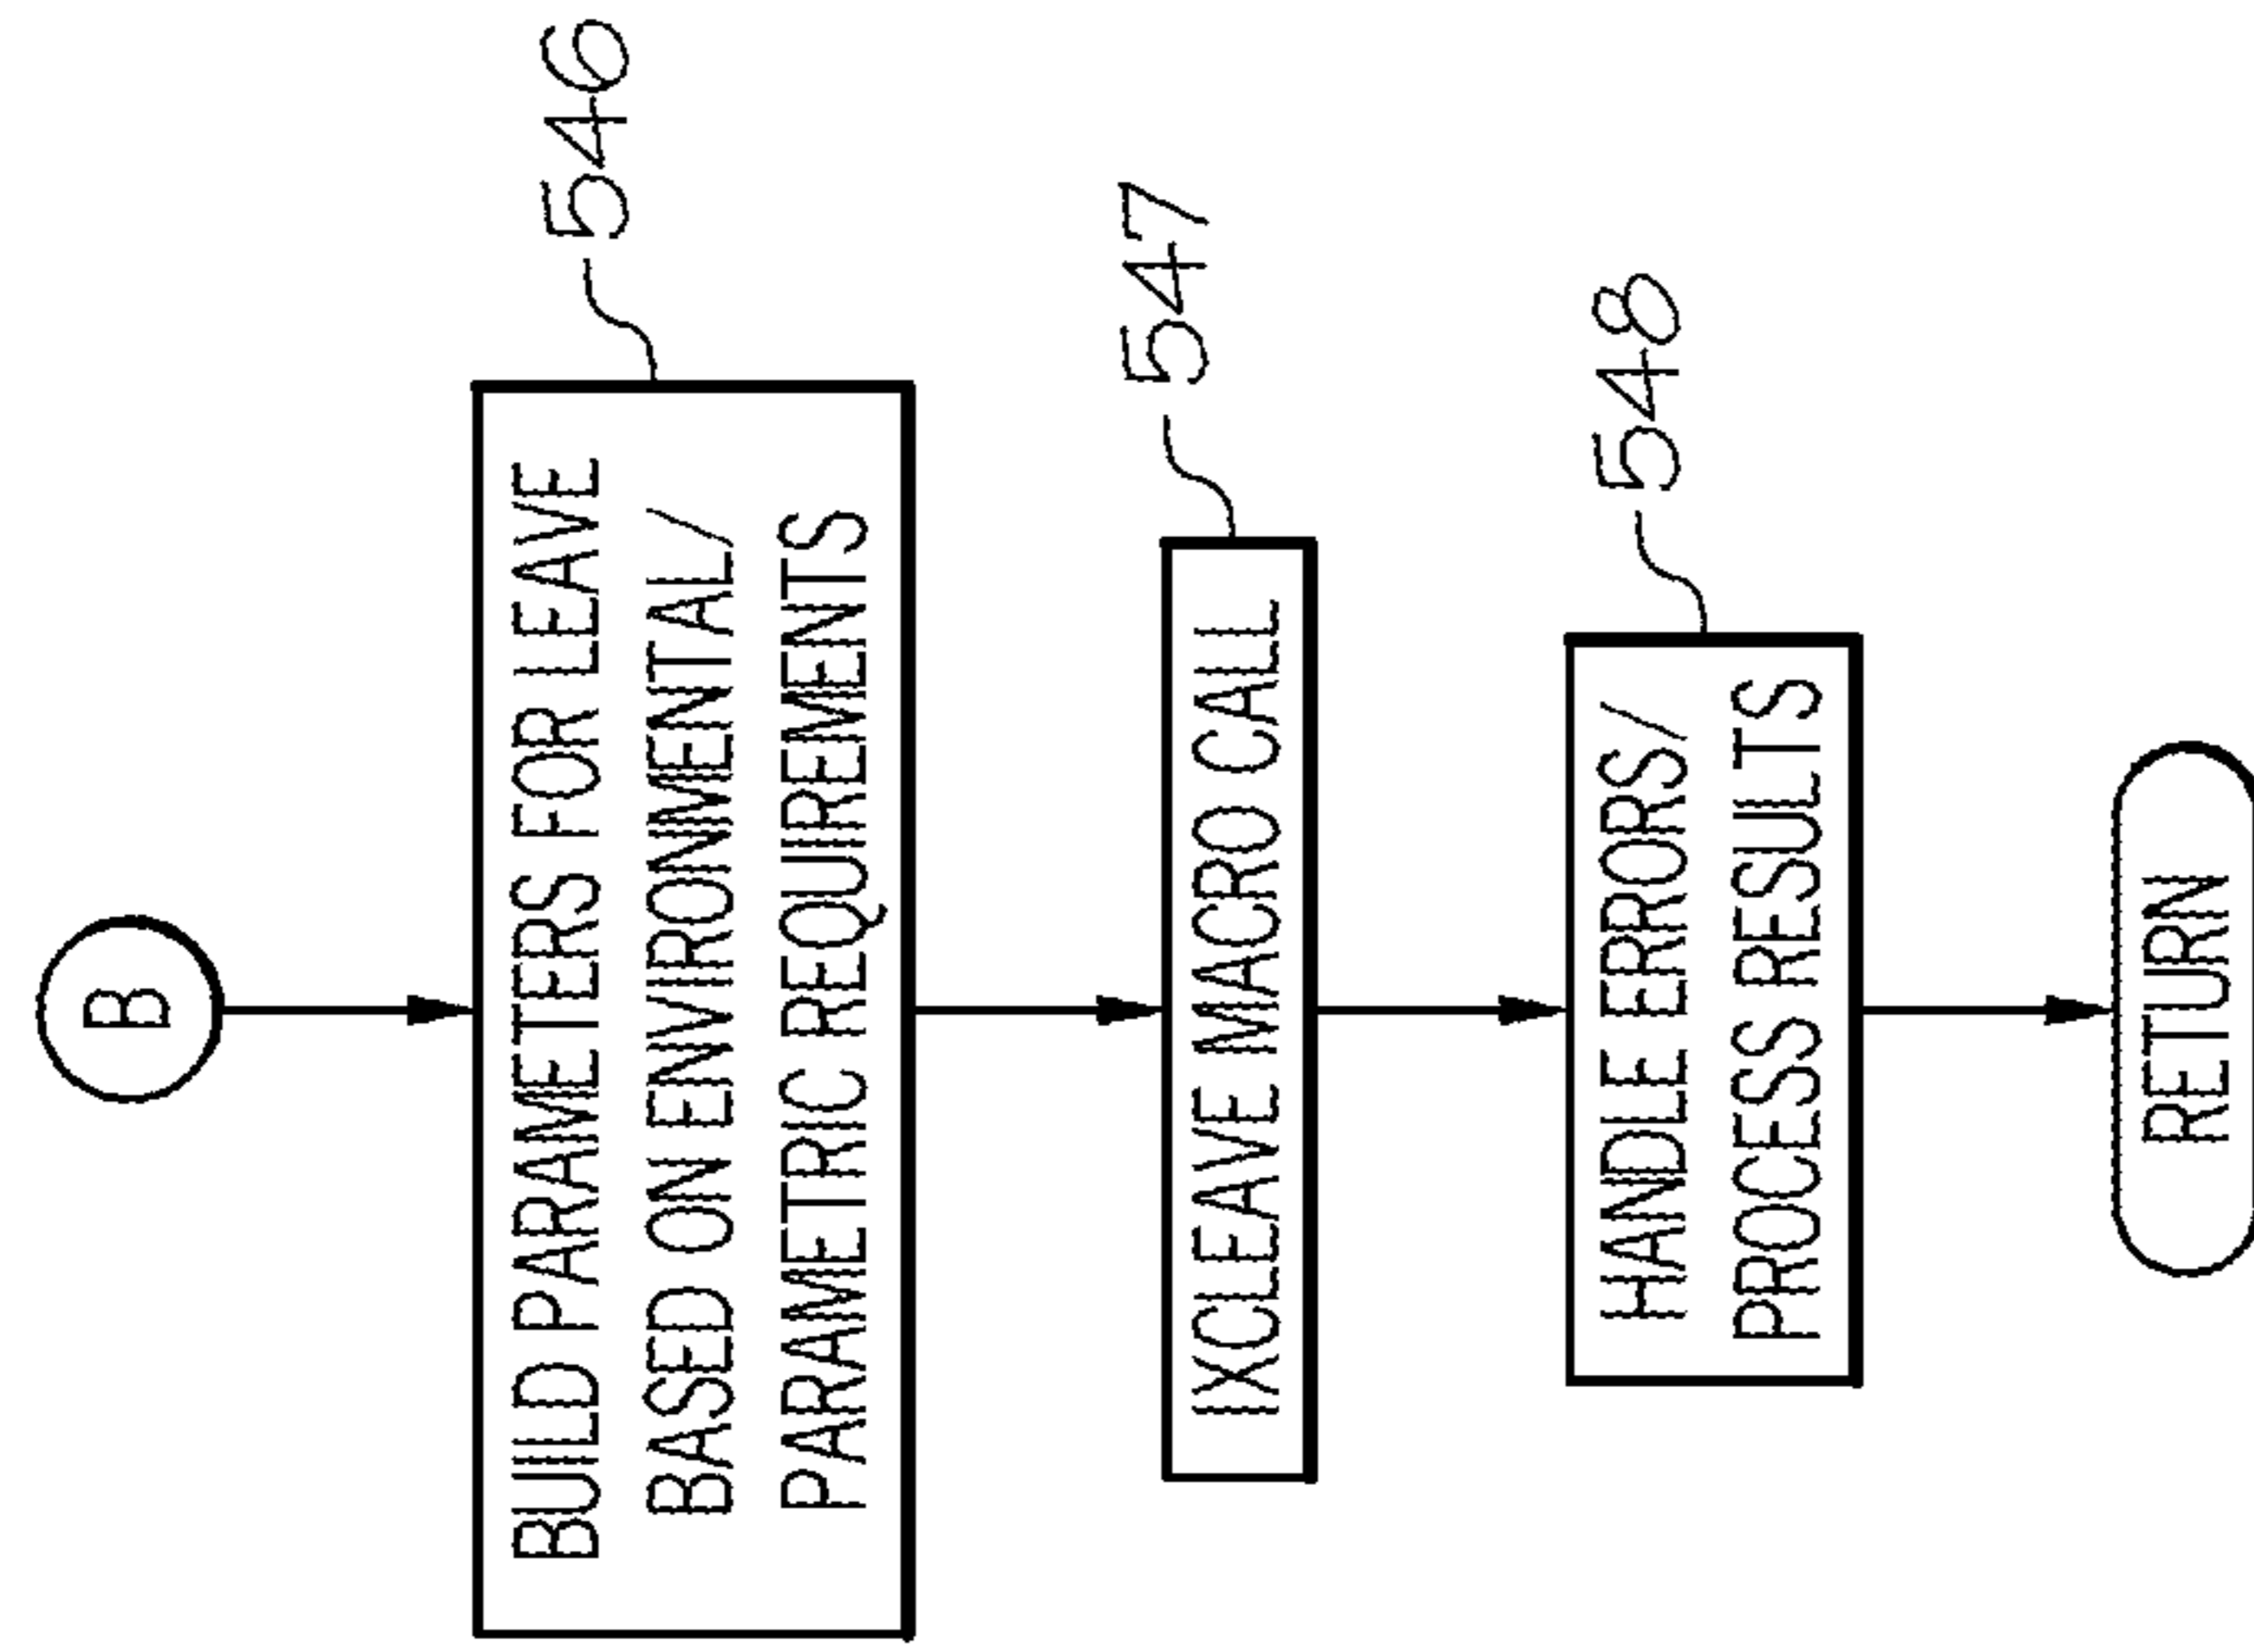 B
546
BUILD PARAMETERS FOR LEAVE
BASED ON ENVIRONMENTAL/
PARAMETRIC REQUIREMENTS
547
IXCLEAVE MACRO CALL
548
HANDLE ERRORS/
PROCESS RESULTS
RETURN